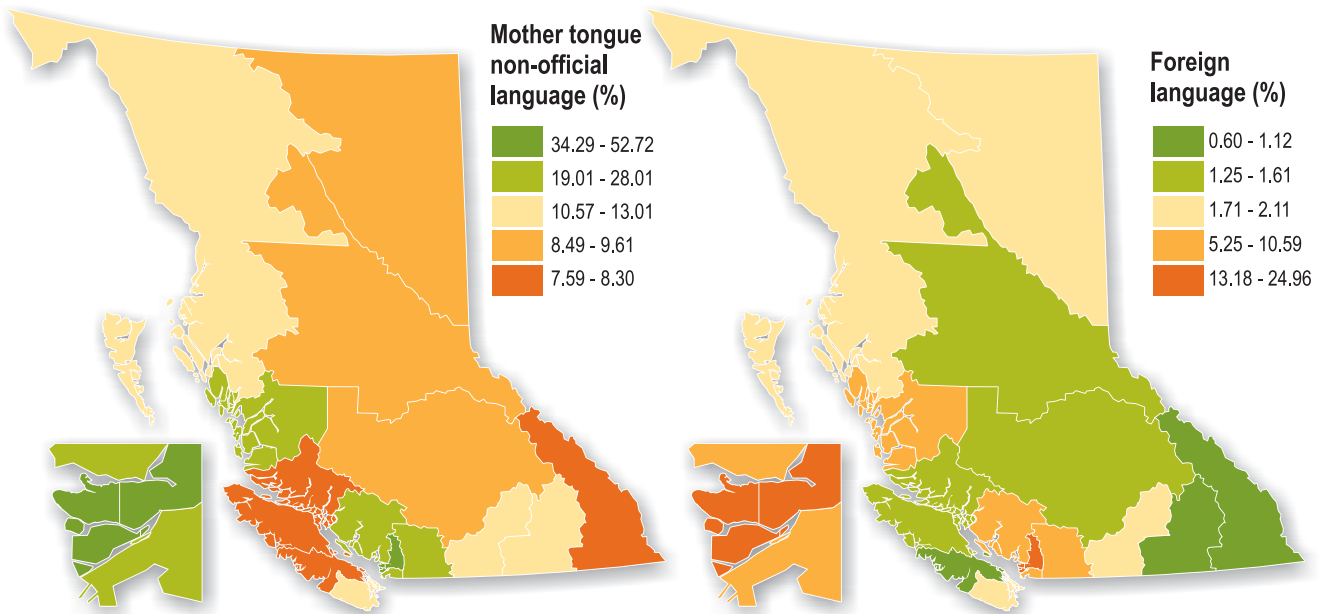 Mother tongue
non-official
language (%)
34.29 - 52.72
19.01 - 28.01
10.57 - 13.01
8.49 - 9.61
7.59 - 8.30
Foreign
language (%)
0.60 - 1.12
1.25 - 1.61
1.71 - 2.11
5.25 - 10.59
13.18 - 24.96